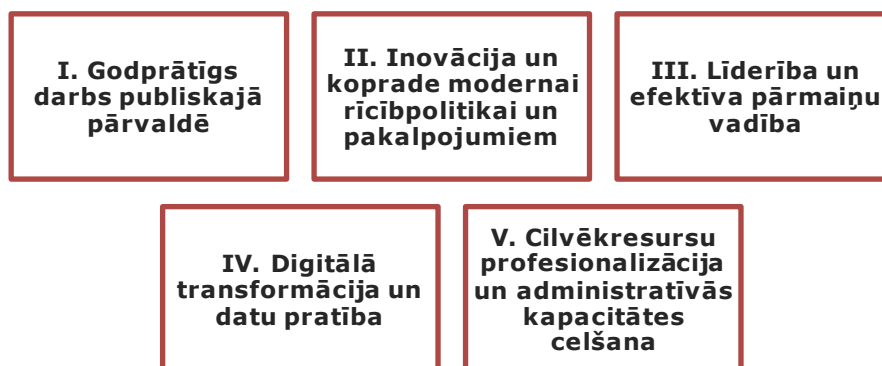 I. Godprātīgs
darbs publiskajā
pārvaldē
II. Inovācija un
koprade modernai
rīcībpolitikai un
pakalpojumiem
III. Līderība un
efektīva pārmaiņu
vadība
IV. Digitālā
transformācija un
datu pratība
V. Cilvēkresursu
profesionalizācija
un administratīvās
kapacitātes
celšana